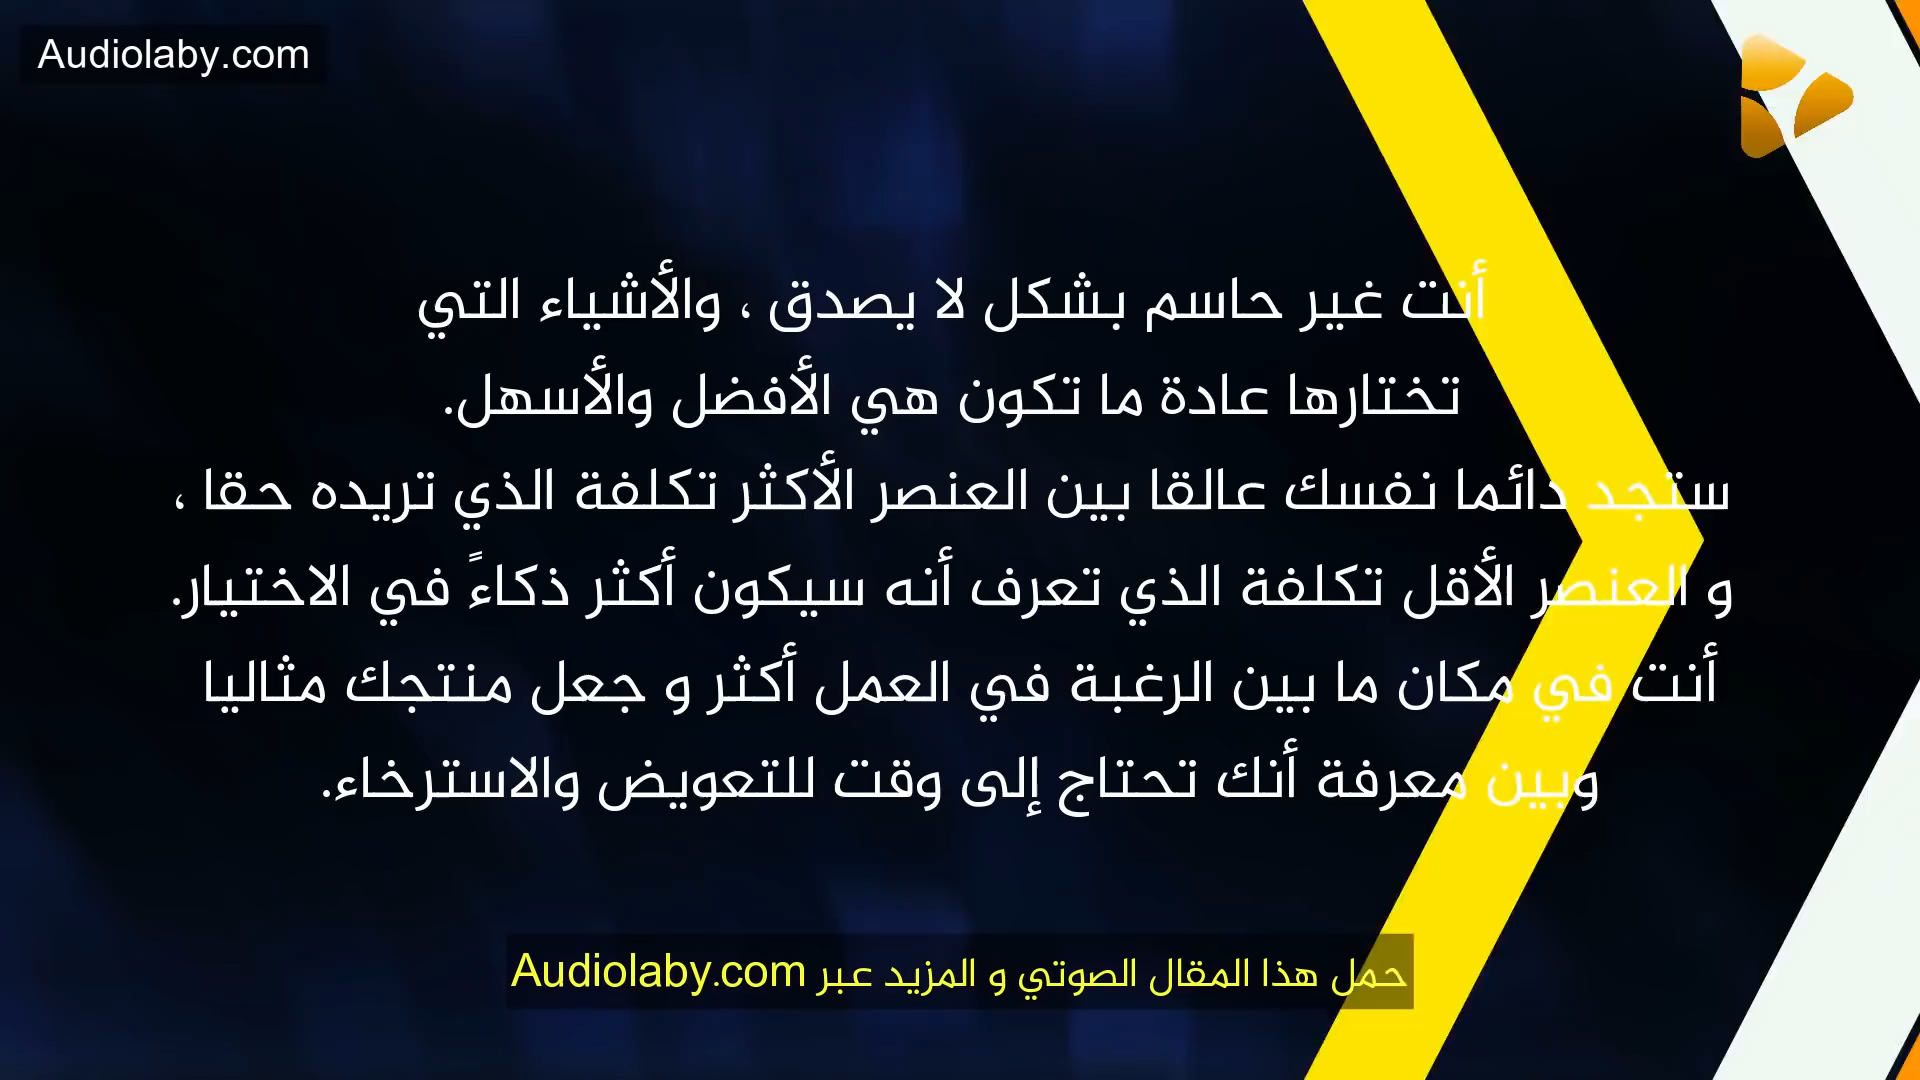 Audiolaby.com
أنت غير حاسم بشكل لا يصدق ، والأشياء التي
تختارها عادة ما تكون هي الأفضل والأسهل.
ستجد دائما نفسك عالقا بين العنصر الأكثر تكلفة الذي تريده حقا ،
و العنصر الأقل تكلفة الذي تعرف أنه سيكون أكثر ذكاءً في الاختيار.
أنت في مكان ما بين الرغبة في العمل أكثر و جعل منتجك مثاليا
وبين معرفة أنك تحتاج إلى وقت للتعويض والاسترخاء.
حمل هذا المقال الصوتي و المزيد عبر Audiolaby.com